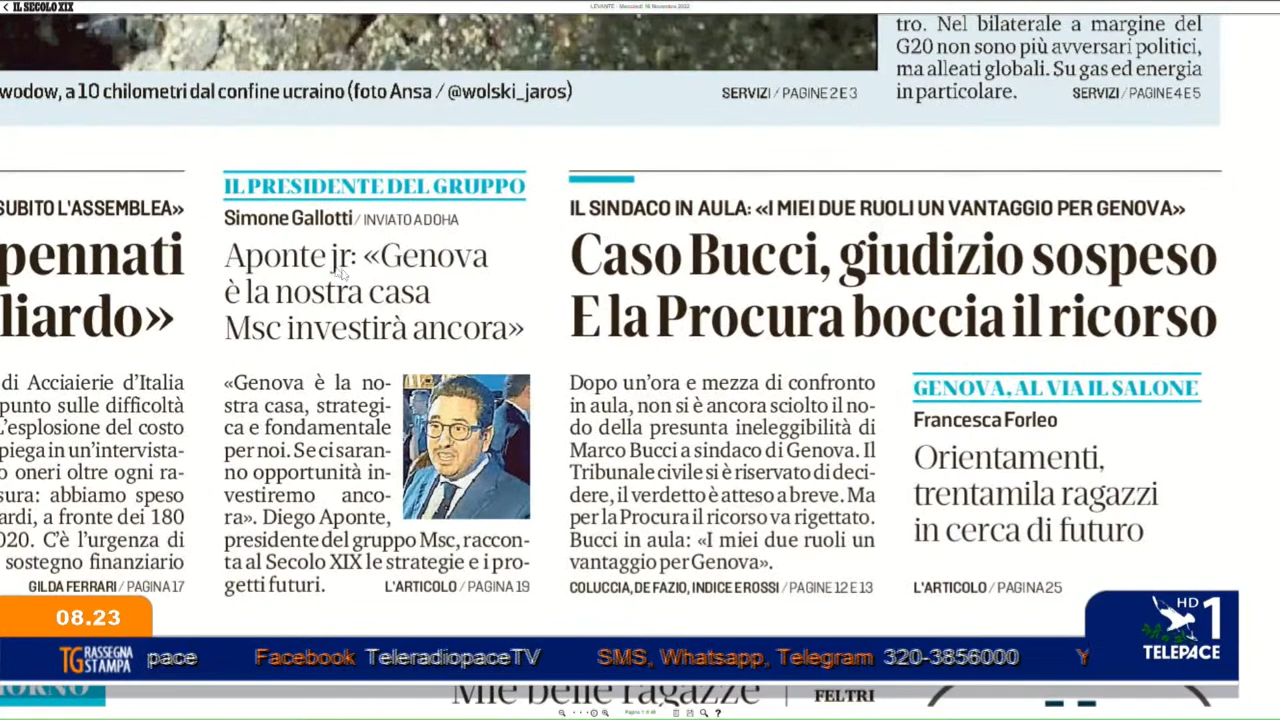 IL SECOLO XIX
LEVANTE - Mercoledì 16 Novembre 2022
tro. Nel bilaterale a margine del
G20 non sono più avversari politici,
ma alleati globali. Su gas ed energia
in particolare.
SERVIZI / PAGINE 4 E 5
wodow, a 10 chilometri dal confine ucraino (foto Ansa / @wolski_jaros)
SERVIZI / PAGINE 2 E 3
SUBITO L'ASSEMBLEA»
pennati
liardo»
di Acciaierie d'Italia
punto sulle difficoltà
L'esplosione del costo
piega in un'intervista-
o oneri oltre ogni ra-
sura: abbiamo speso
ardi, a fronte dei 180
020. C'è l'urgenza di
sostegno finanziario
GILDA FERRARI / PAGINA 17
IL PRESIDENTE DEL GRUPPO
Simone Gallotti / INVIATO A DOHA
Aponte jr: «Genova
è la nostra casa
Msc investirà ancora»
«Genova è la no-
stra casa, strategi-
ca e fondamentale
per noi. Se ci saran-
no opportunità in-
vestiremo anco-
ra». Diego Aponte,
presidente del gruppo Msc, raccon-
ta al Secolo XIX le strategie e i pro-
getti futuri.
L'ARTICOLO / PAGINA 19
IL SINDACO IN AULA: «I MIEI DUE RUOLI UN VANTAGGIO PER GENOVA»
Caso Bucci, giudizio sospeso
E la Procura boccia il ricorso
Dopo un'ora e mezza di confronto
in aula, non si è ancora sciolto il no-
do della presunta ineleggibilità di
Marco Bucci a sindaco di Genova. Il
Tribunale civile si è riservato di deci-
dere, il verdetto è atteso a breve. Ma
per la Procura il ricorso va rigettato.
Bucci in aula: «I miei due ruoli un
vantaggio per Genova».
COLUCCIA, DE FAZIO, INDICE E ROSSI / PAGINE 12 E 13
GENOVA, AL VIA IL SALONE
Francesca Forleo
Orientamenti,
trentamila ragazzi
in cerca di futuro
L'ARTICOLO / PAGINA 25
08.23
TG RASSEGNA STAMPA
pace Facebook TeleradiopaceTV SMS, Whatsapp, Telegram 320-3856000 Y
HD 1
TELEPACE
ORNO
Mie belle ragazze
FELTRI